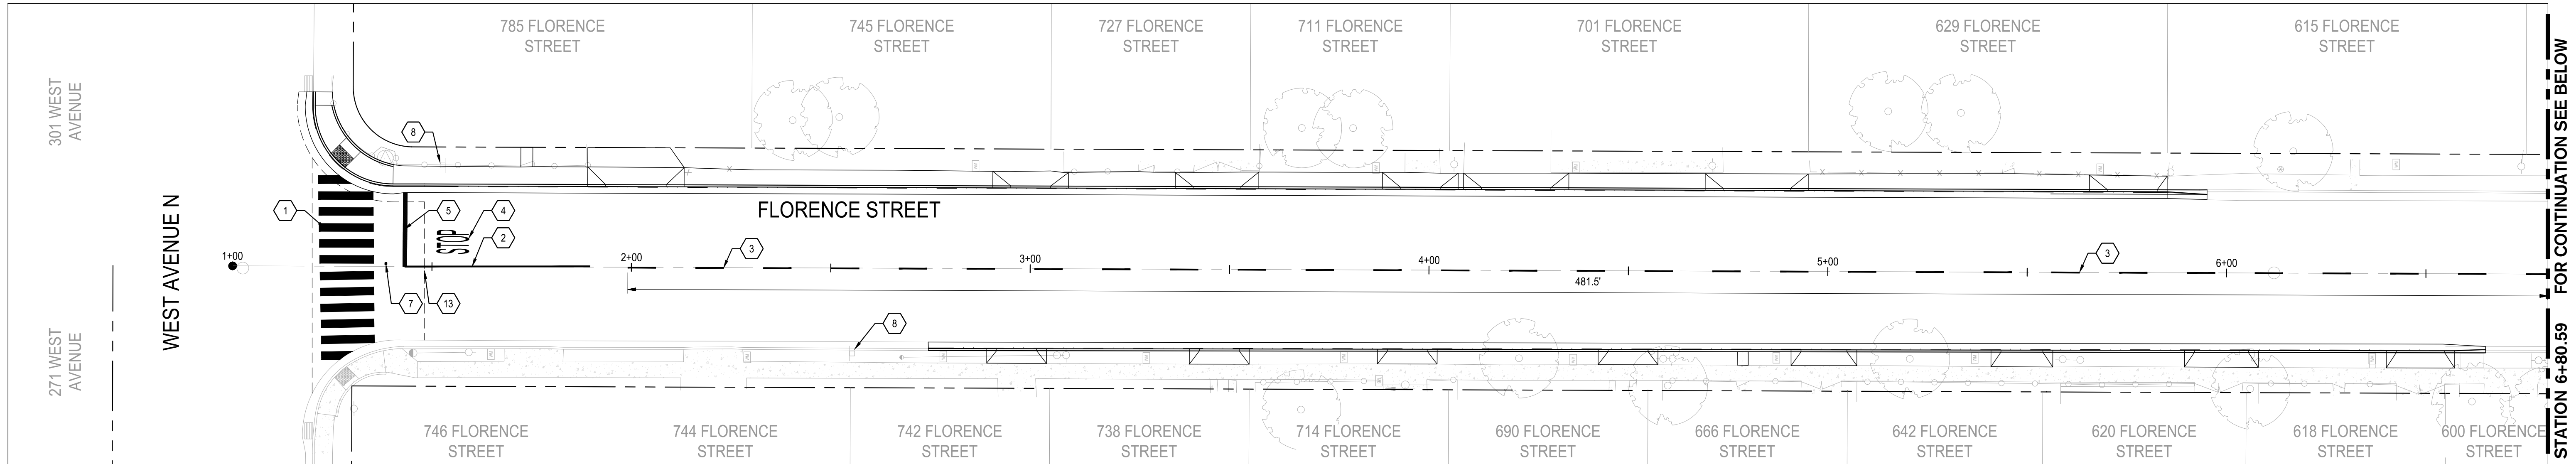 785 FLORENCE
STREET
745 FLORENCE
STREET
727 FLORENCE
STREET
711 FLORENCE
STREET
701 FLORENCE
STREET
629 FLORENCE
STREET
615 FLORENCE
STREET
301 WEST
AVENUE
8
1
5
4
2
STOP
FLORENCE STREET
WEST AVENUE N
3
3
1+00
2+00
3+00
4+00
5+00
6+00
481.5'
7
13
8
271 WEST
AVENUE
746 FLORENCE
STREET
744 FLORENCE
STREET
742 FLORENCE
STREET
738 FLORENCE
STREET
714 FLORENCE
STREET
690 FLORENCE
STREET
666 FLORENCE
STREET
642 FLORENCE
STREET
620 FLORENCE
STREET
618 FLORENCE
STREET
600 FLORENCE
STREET
STATION 6+80.59 FOR CONTINUATION SEE BELOW